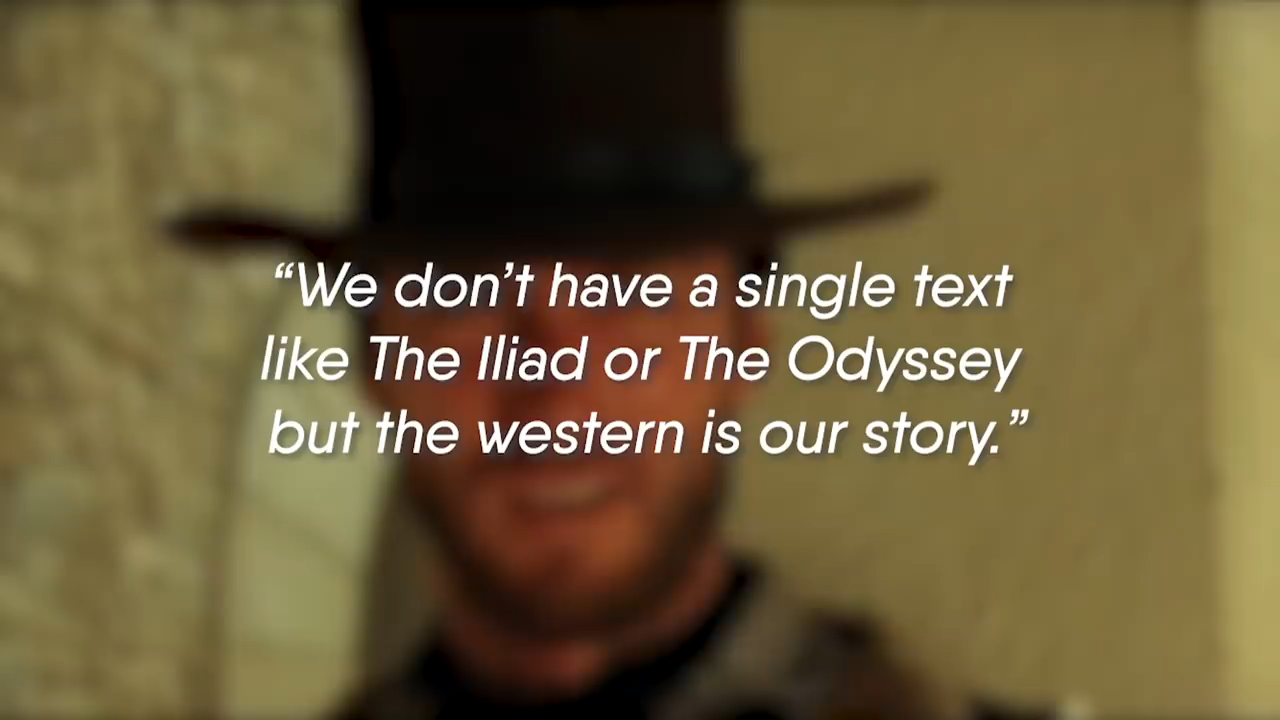 “We don’t have a single text
like The Iliad or The Odyssey
but the western is our story.”